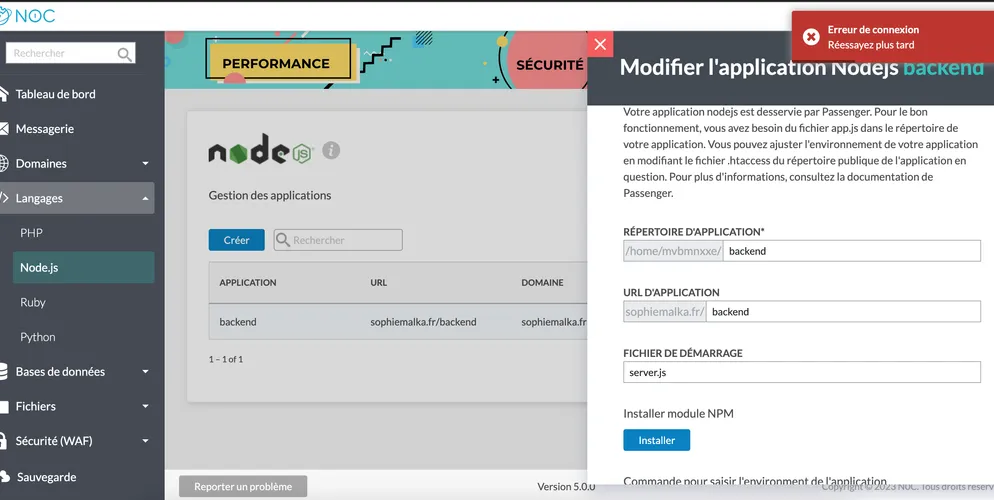 NOC
Rechercher
Tableau de bord
Messagerie
Domaines
Langages
PHP
Node.js
Ruby
Python
Bases de données
Fichiers
Sécurité (WAF)
Sauvegarde
PERFORMANCE
SÉCURITÉ
node
JS
i
Gestion des applications
Créer
Rechercher
APPLICATION URL DOMAINE
backend sophiemalka.fr/backend sophiemalka.fr
1 – 1 of 1
Reporter un problème
Version 5.0.0
Copyright © 2023 N0C. Tous droits réserv
Erreur de connexion
Réessayez plus tard
Modifier l'application Nodejs backend
Votre application nodejs est desservie par Passenger. Pour le bon
fonctionnement, vous avez besoin du fichier app.js dans le répertoire de
votre application. Vous pouvez ajuster l'environnement de votre application
en modifiant le fichier .htaccess du répertoire publique de l'application en
question. Pour plus d'informations, consultez la documentation de
Passenger.
RÉPERTOIRE D'APPLICATION*
/home/mvbmnxxe/ backend
URL D'APPLICATION
sophiemalka.fr/ backend
FICHIER DE DÉMARRAGE
server.js
Installer module NPM
Installer
Commande pour saisir l'environement de l'application